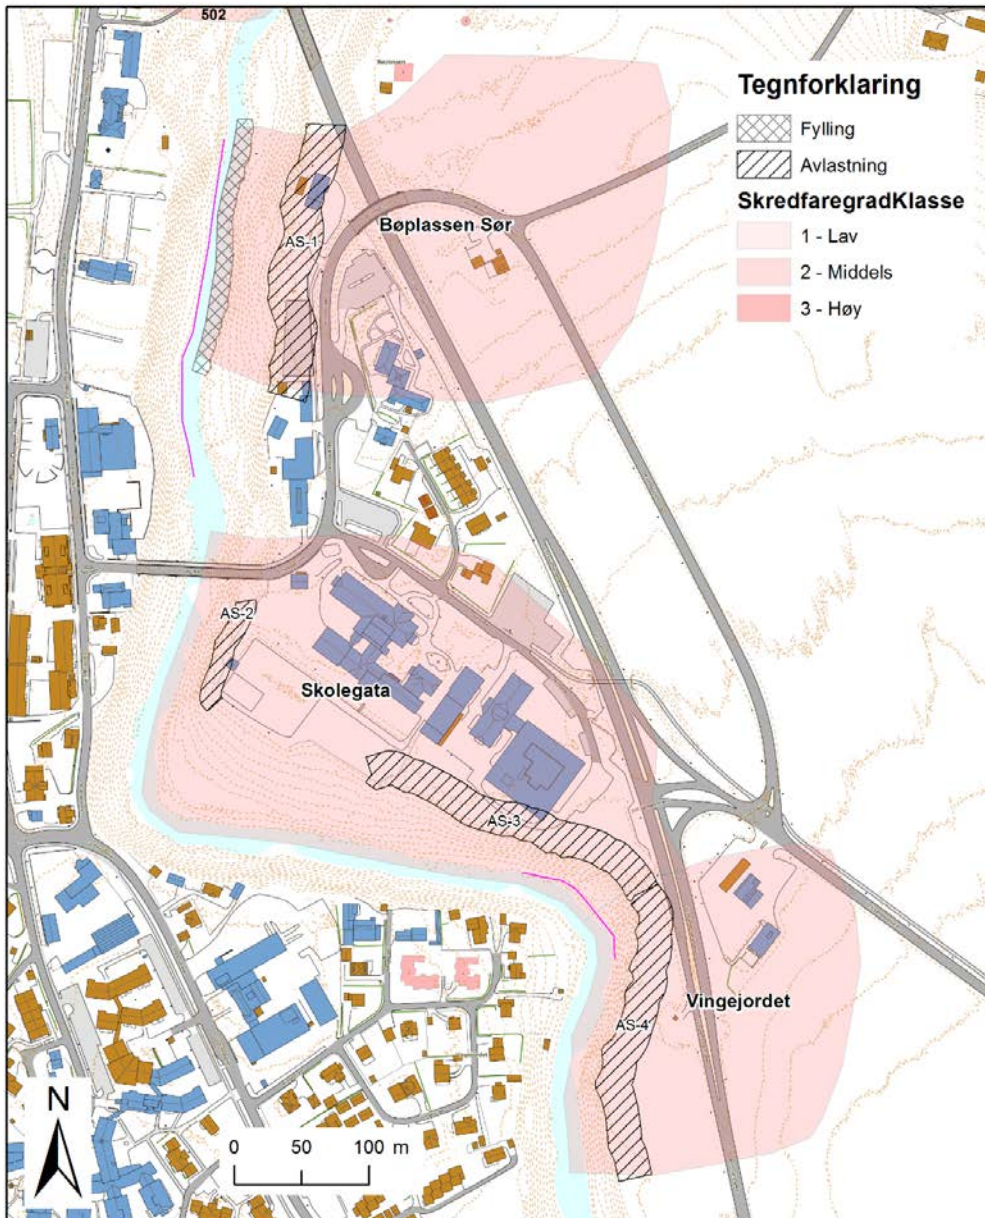 502
Tegnforklaring
Fylling
Avlastning
SkredfaregradKlasse
1 - Lav
2 - Middels
3 - Høy
Bøplassen Sør
AS-1
AS-2
Skolegata
AS-3
Vingejordet
AS-4
N
0 50 100 m